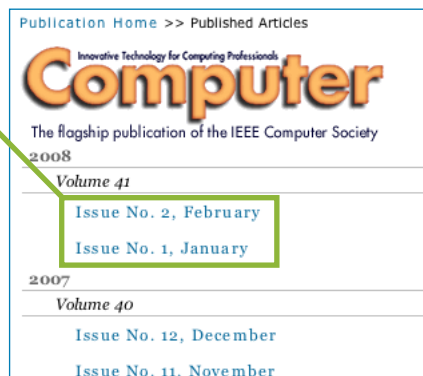 Publication Home >> Published Articles
Innovative Technology for Computing Professionals
Computer
The flagship publication of the IEEE Computer Society
2008
Volume 41
Issue No. 2, February
Issue No. 1, January
2007
Volume 40
Issue No. 12, December
Issue No. 11, November